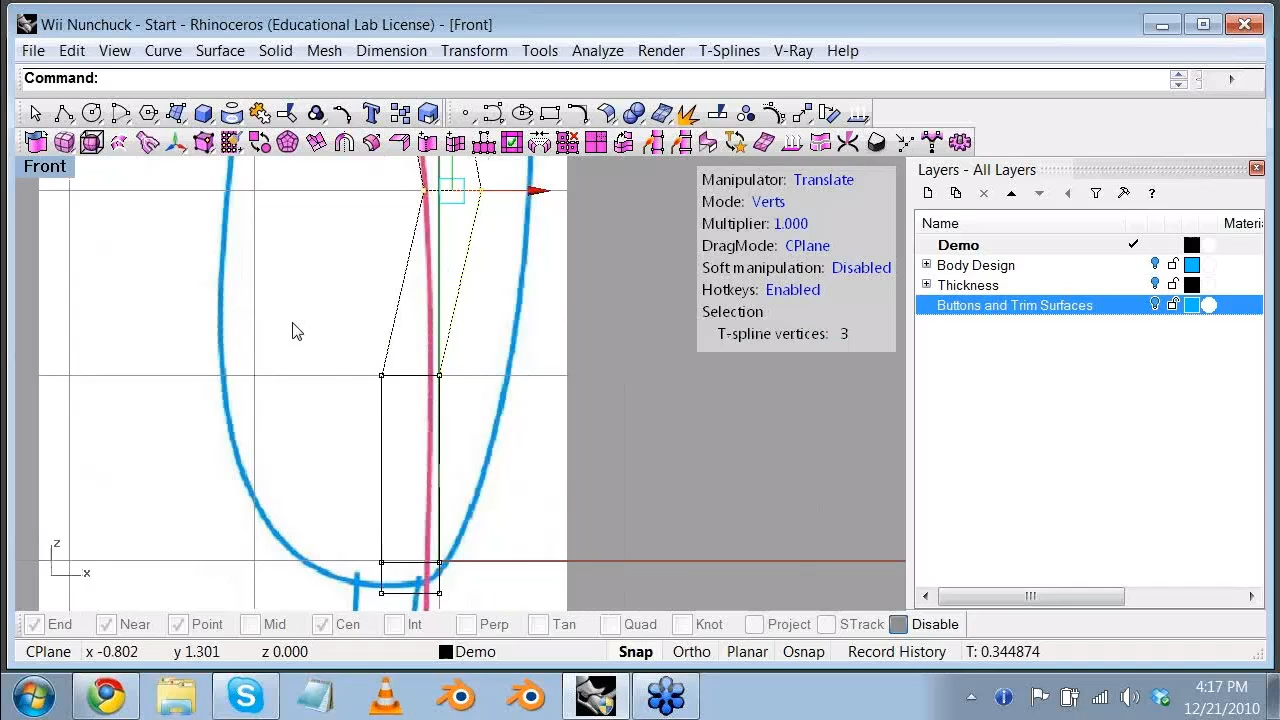 Wii Nunchuck - Start - Rhinoceros (Educational Lab License) - [Front]
File Edit View Curve Surface Solid Mesh Dimension Transform Tools Analyze Render T-Splines V-Ray Help
Command:
Front
Manipulator: Translate
Mode: Verts
Multiplier: 1.000
DragMode: CPlane
Soft manipulation: Disabled
Hotkeys: Enabled
Selection
T-spline vertices: 3
Layers - All Layers
Name Materi
Demo
Body Design
Thickness
Buttons and Trim Surfaces
z
x
End Near Point Mid Cen Int Perp Tan Quad Knot Project STrack Disable
CPlane x -0.802 y 1.301 z 0.000 Demo Snap Ortho Planar Osnap Record History T: 0.344874
4:17 PM
12/21/2010